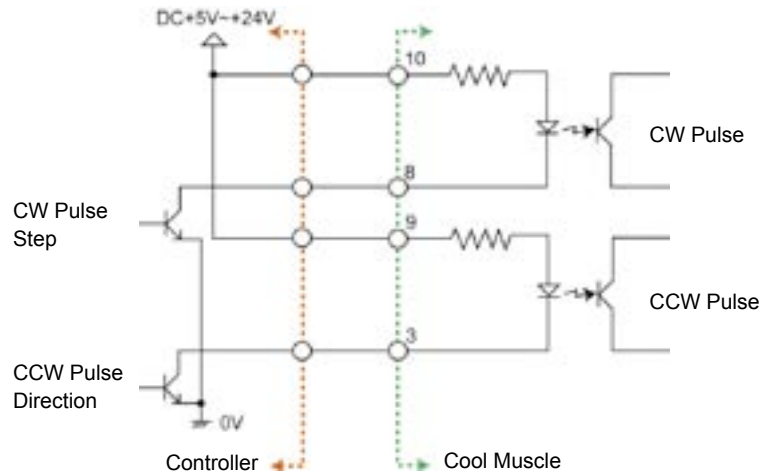 DC+5V~+24V
10
CW Pulse
8
CW Pulse
Step
9
CCW Pulse
3
CCW Pulse
Direction
0V
Controller
Cool Muscle